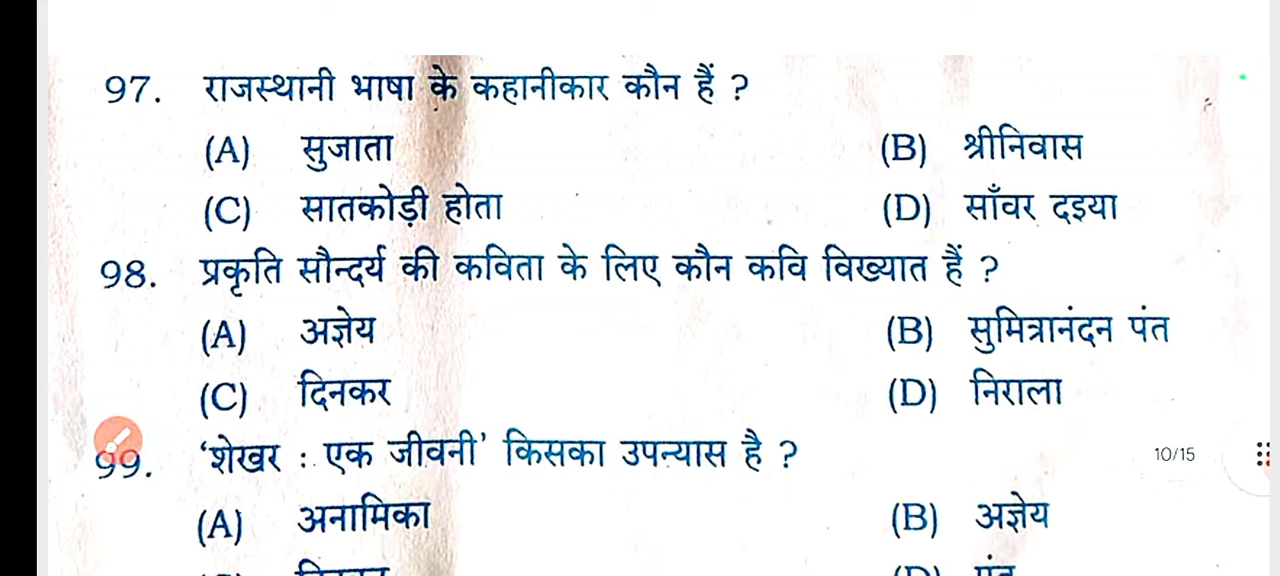 97. राजस्थानी भाषा के कहानीकार कौन हैं ?
(A) सुजाता (B) श्रीनिवास
(C) सातकोड़ी होता (D) साँवर दइया
98. प्रकृति सौन्दर्य की कविता के लिए कौन कवि विख्यात हैं ?
(A) अज्ञेय (B) सुमित्रानंदन पंत
(C) दिनकर (D) निराला
99. 'शेखर : एक जीवनी' किसका उपन्यास है ?
10/15
(A) अनामिका (B) अज्ञेय